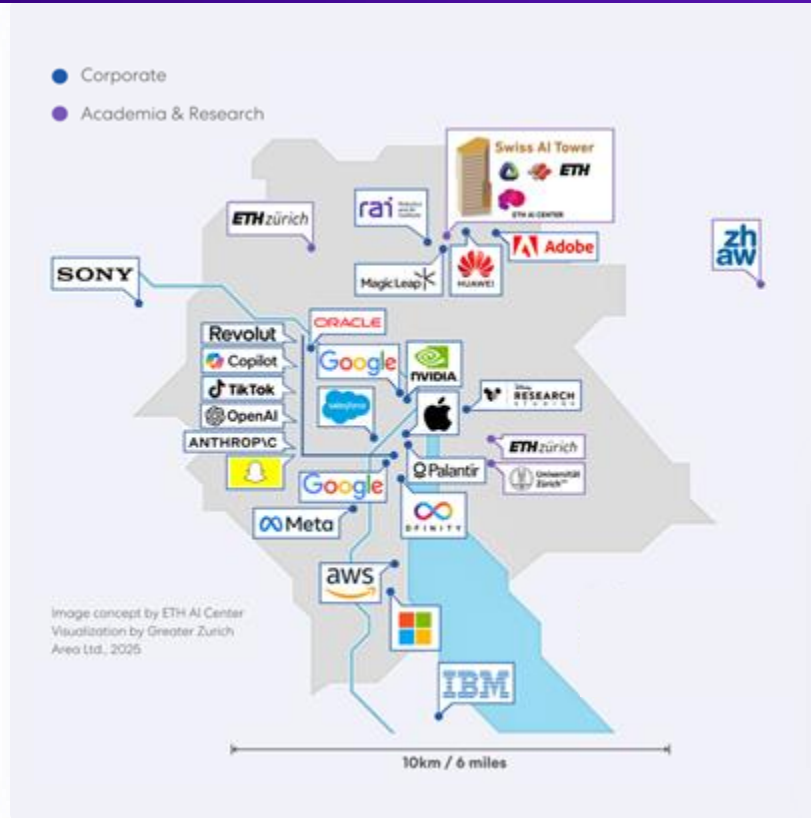 Corporate
Academia & Research
Swiss AI Tower
ETH
ETH AI CENTER
rai
ETH zürich
zh
aw
Adobe
SONY
Magic Leap
HUAWEI
ORACLE
Revolut
Google
NVIDIA
Copilot
TikTok
salesforce
RESEARCH
OpenAI
ANTHROP\C
ETH zürich
Palantir
Universität
Zürich
Google
Meta
DFINITY
aws
Image concept by ETH AI Center
Visualization by Greater Zurich
Area Ltd., 2025
IBM
10km / 6 miles